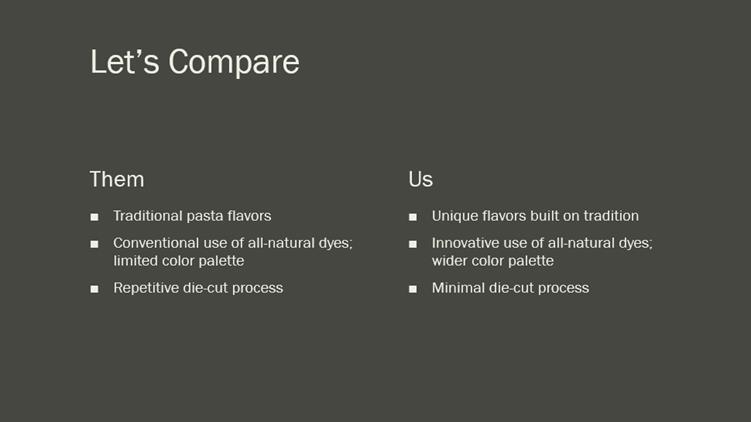 Let’s Compare
Them
■ Traditional pasta flavors
■ Conventional use of all-natural dyes;
limited color palette
■ Repetitive die-cut process
Us
■ Unique flavors built on tradition
■ Innovative use of all-natural dyes;
wider color palette
■ Minimal die-cut process